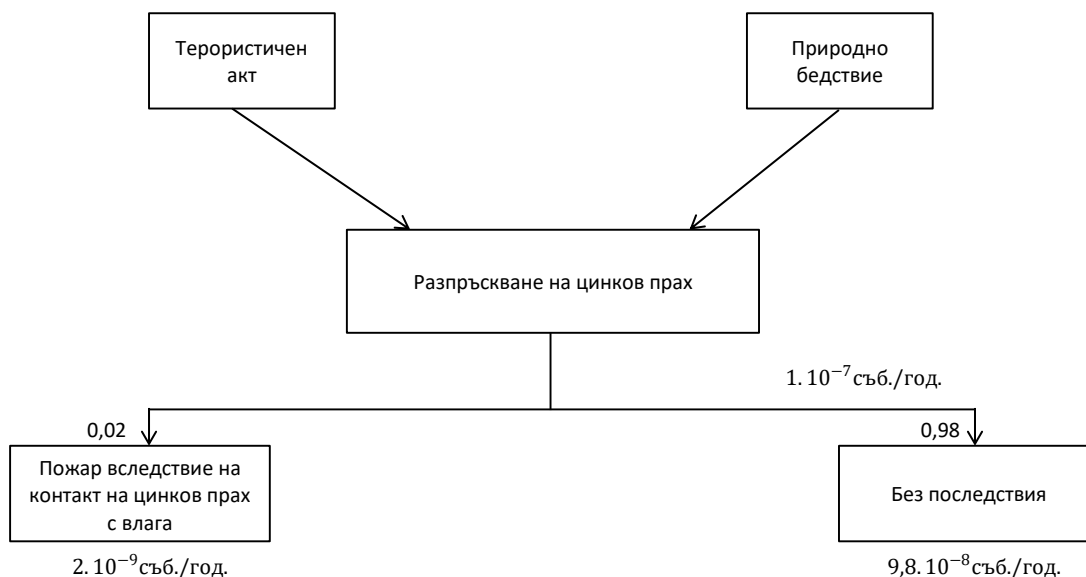 Терористичен
акт
Природно
бедствие
Разпръскване на цинков прах
1. 10⁻⁷съб./год.
0,02
0,98
Пожар вследствие на
контакт на цинков прах
с влага
Без последствия
2. 10⁻⁹съб./год.
9,8. 10⁻⁸съб./год.